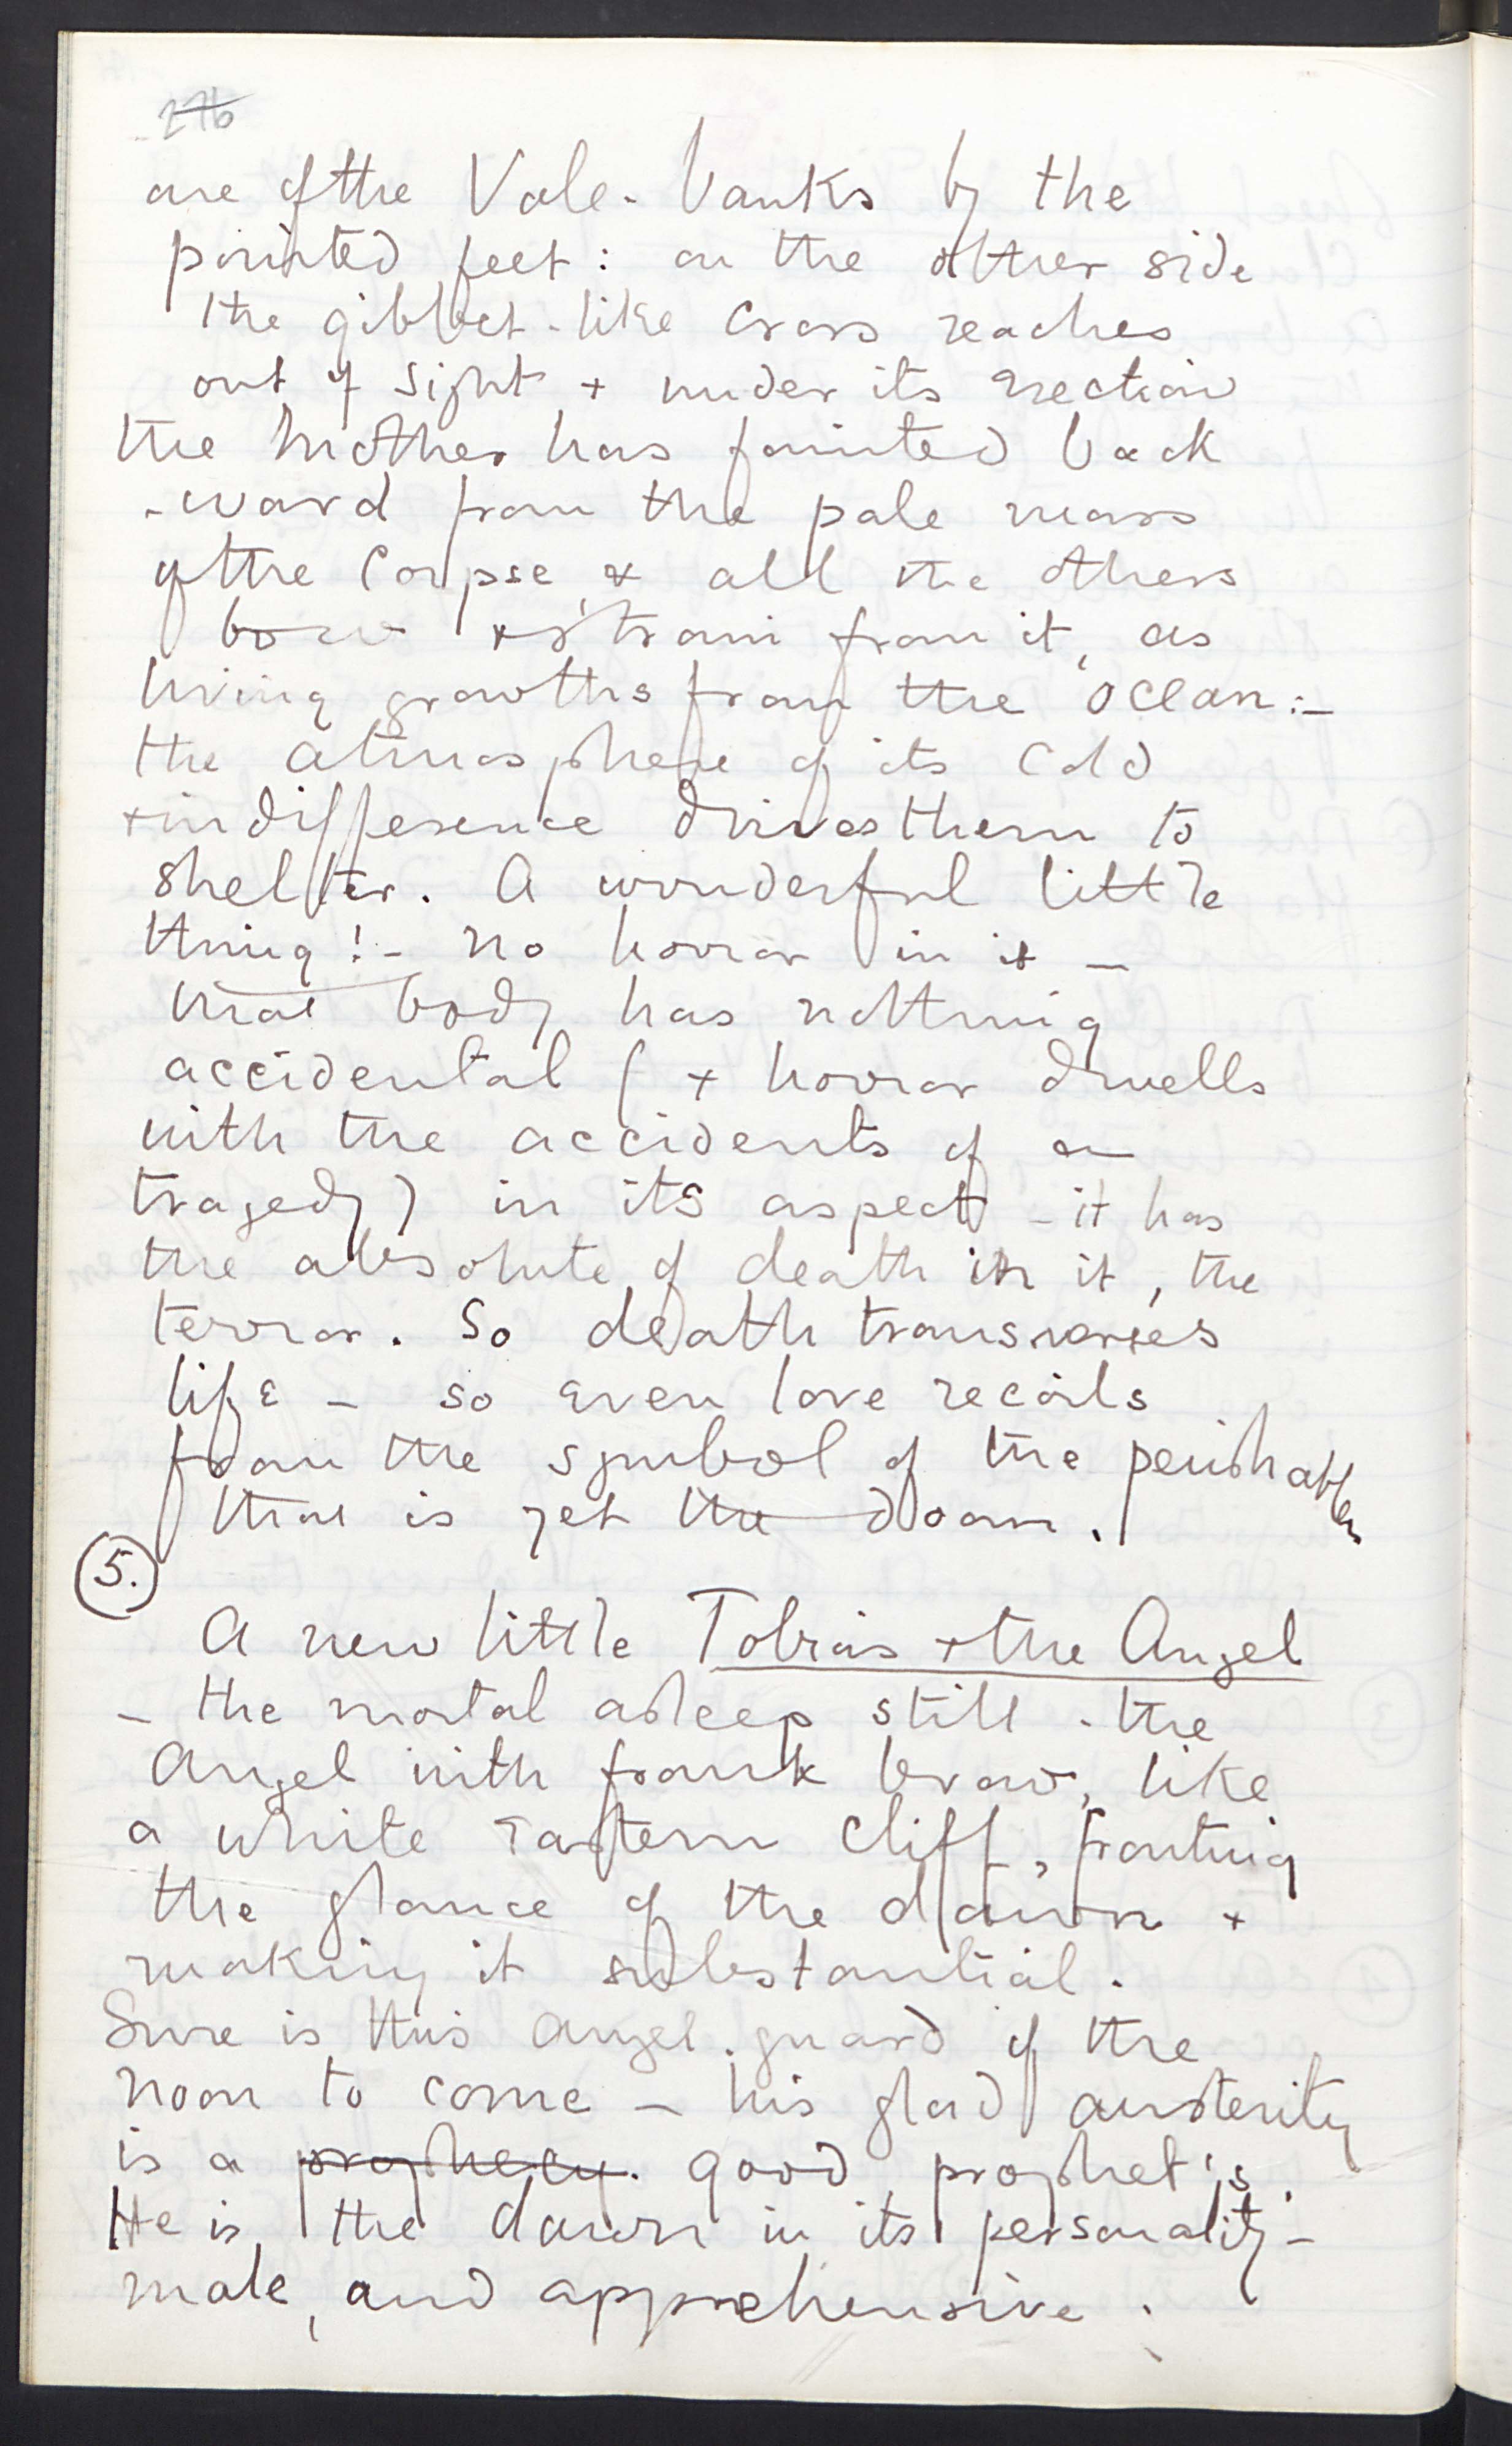 276
one of the Vale-banks by the
pointed feet: on the other side
the gibbet-like Cross reaches
out of sight + under its erection
the mother has fainted back
-ward from the pale mass
of the Corpse, & all the others
bow + strain from it, as
living growths from the ocean:–
the atmosphere of its cold
+ indifference drives them to
shelter. A wonderful little
thing! – no horror in it –
that body has nothing
accidental ( + horror dwells
with the accidents of a
tragedy) in its aspect – it has
the absolute of death in it, the
terror. So death transverses
life – so even love recoils
from the symbol of the perishable
that is yet the doom.
5.
A new little Tobias + the Angel
– the mortal asleep still – the
Angel with frank brow, like
a white Eastern cliff, fronting
the glance of the dawn +
making it substantial.
Sure is this angel-guard of the
noon to come – his glad austerity
is a prophecy. good prophet's.
He is the dawn in its personality –
male, and apprehensive.